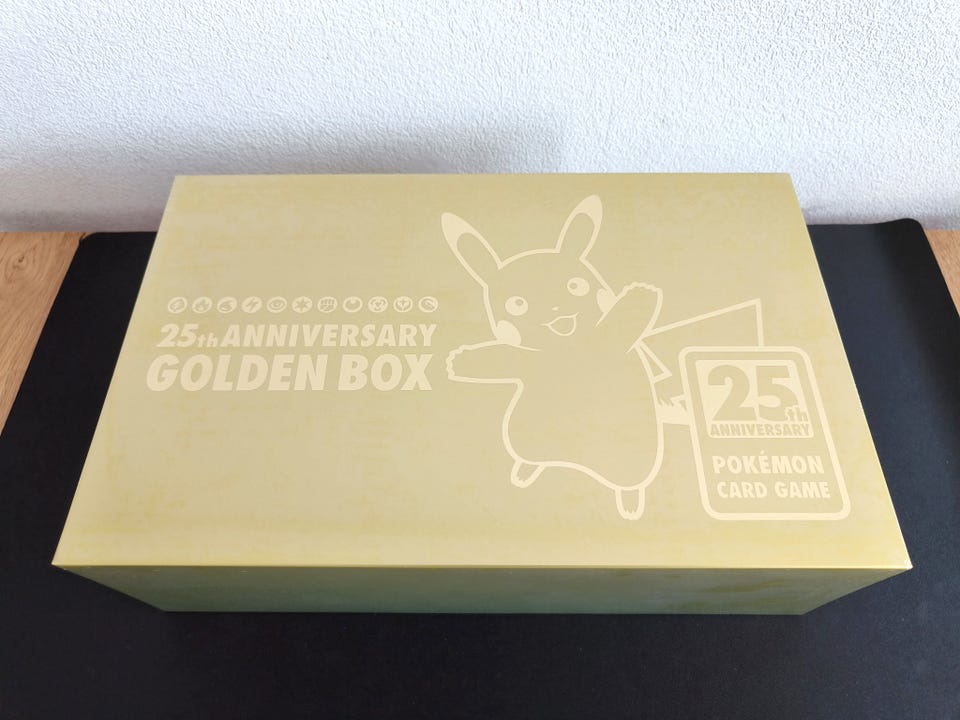 25th ANNIVERSARY
GOLDEN BOX
25th
ANNIVERSARY
POKÉMON
CARD GAME